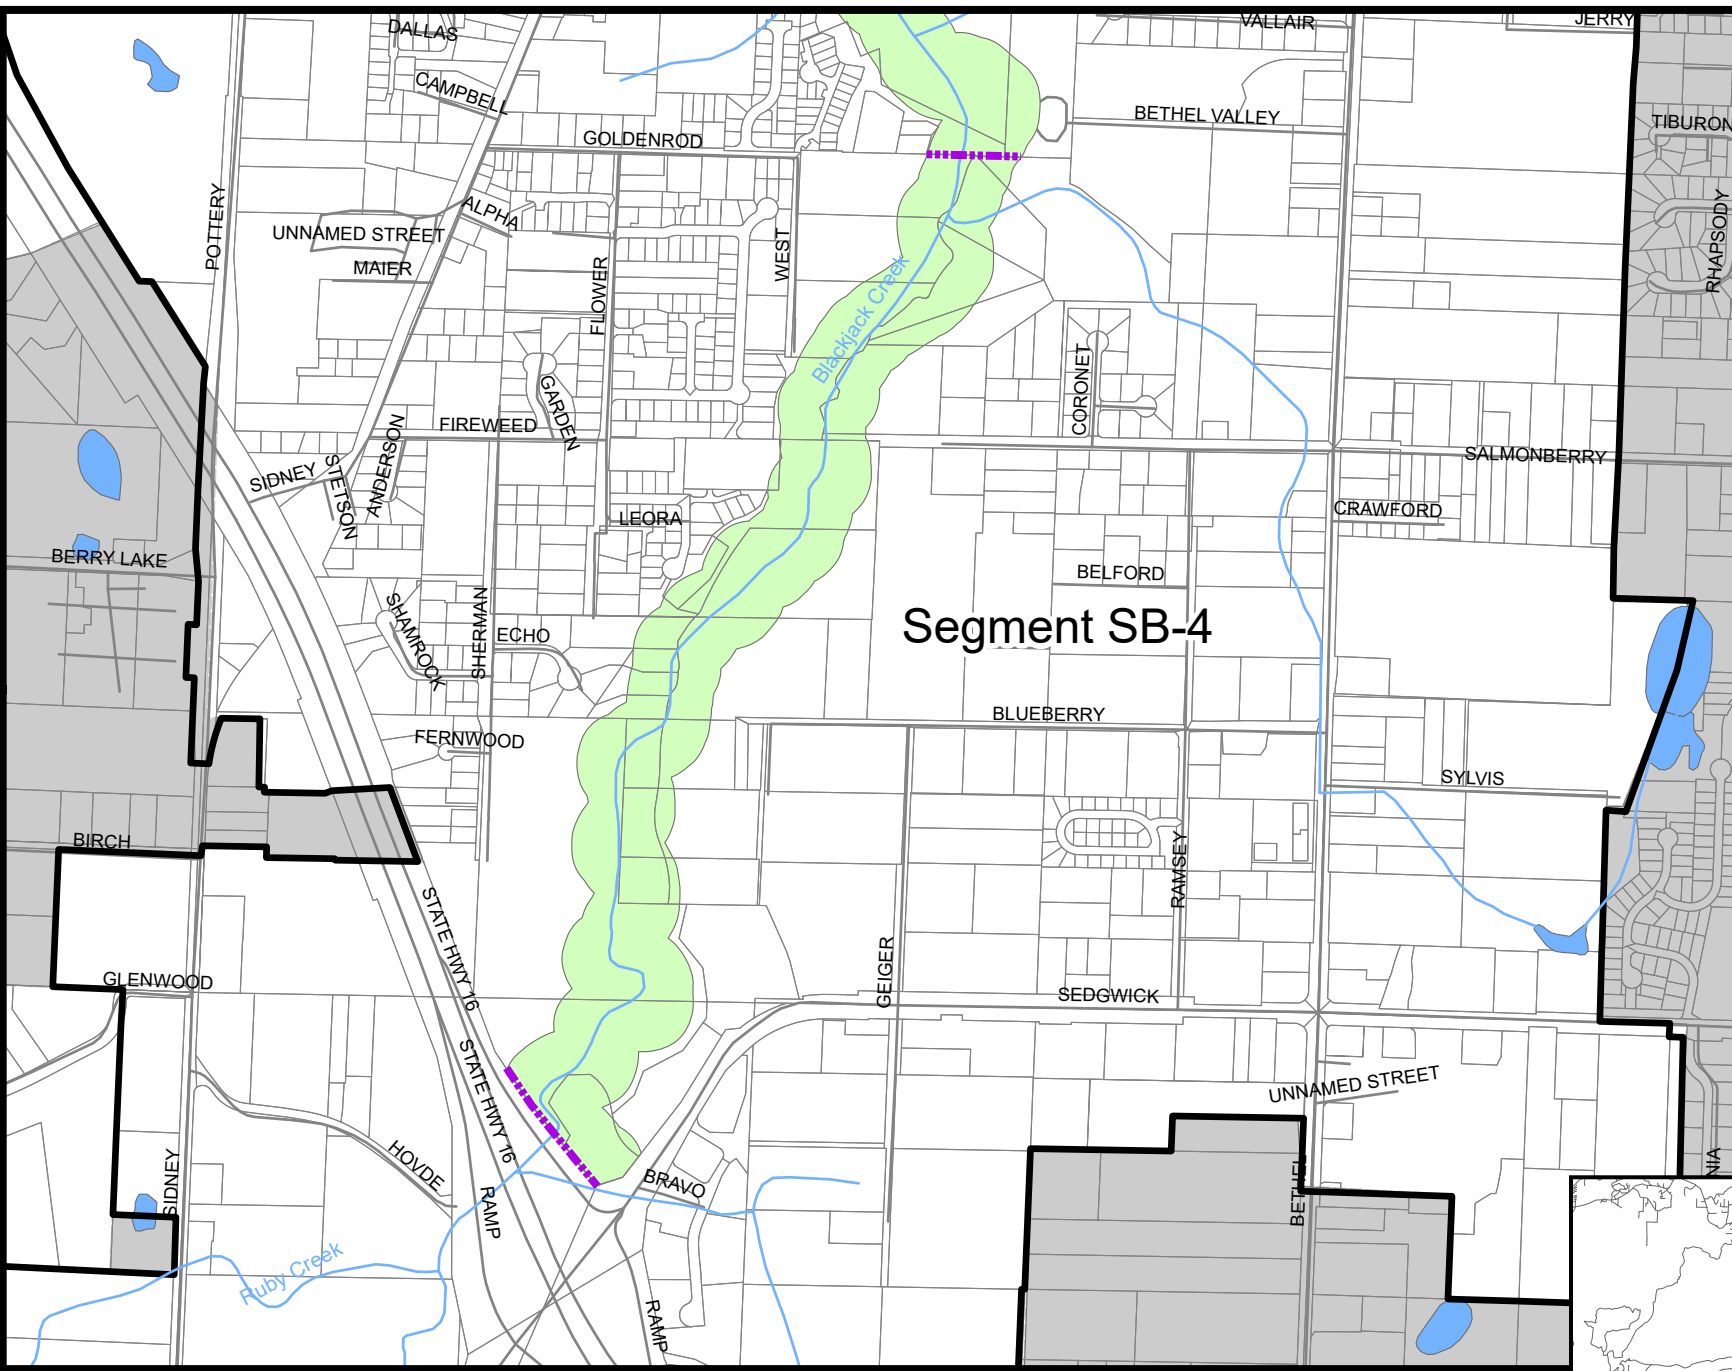 DALLAS
VALLAIR
JERRY
CAMPBELL
BETHEL VALLEY
TIBURON
GOLDENROD
POTTERY
ALPHA
RHAPSODY
UNNAMED STREET
WEST
MAIER
FLOWER
Blackjack Creek
CORONET
GARDEN
FIREWEED
ANDERSON
SALMONBERRY
SIDNEY
STETSON
CRAWFORD
LEORA
BERRY LAKE
BELFORD
Segment SB-4
SHAMROCK
SHERMAN
ECHO
BLUEBERRY
FERNWOOD
SYLVIS
BIRCH
RAMSEY
STATE HWY 16
GEIGER
GLENWOOD
SEDGWICK
STATE HWY 16
UNNAMED STREET
HOVDE
SIDNEY
BRAVO
BETHEL
NIA
RAMP
Ruby Creek
RAMP